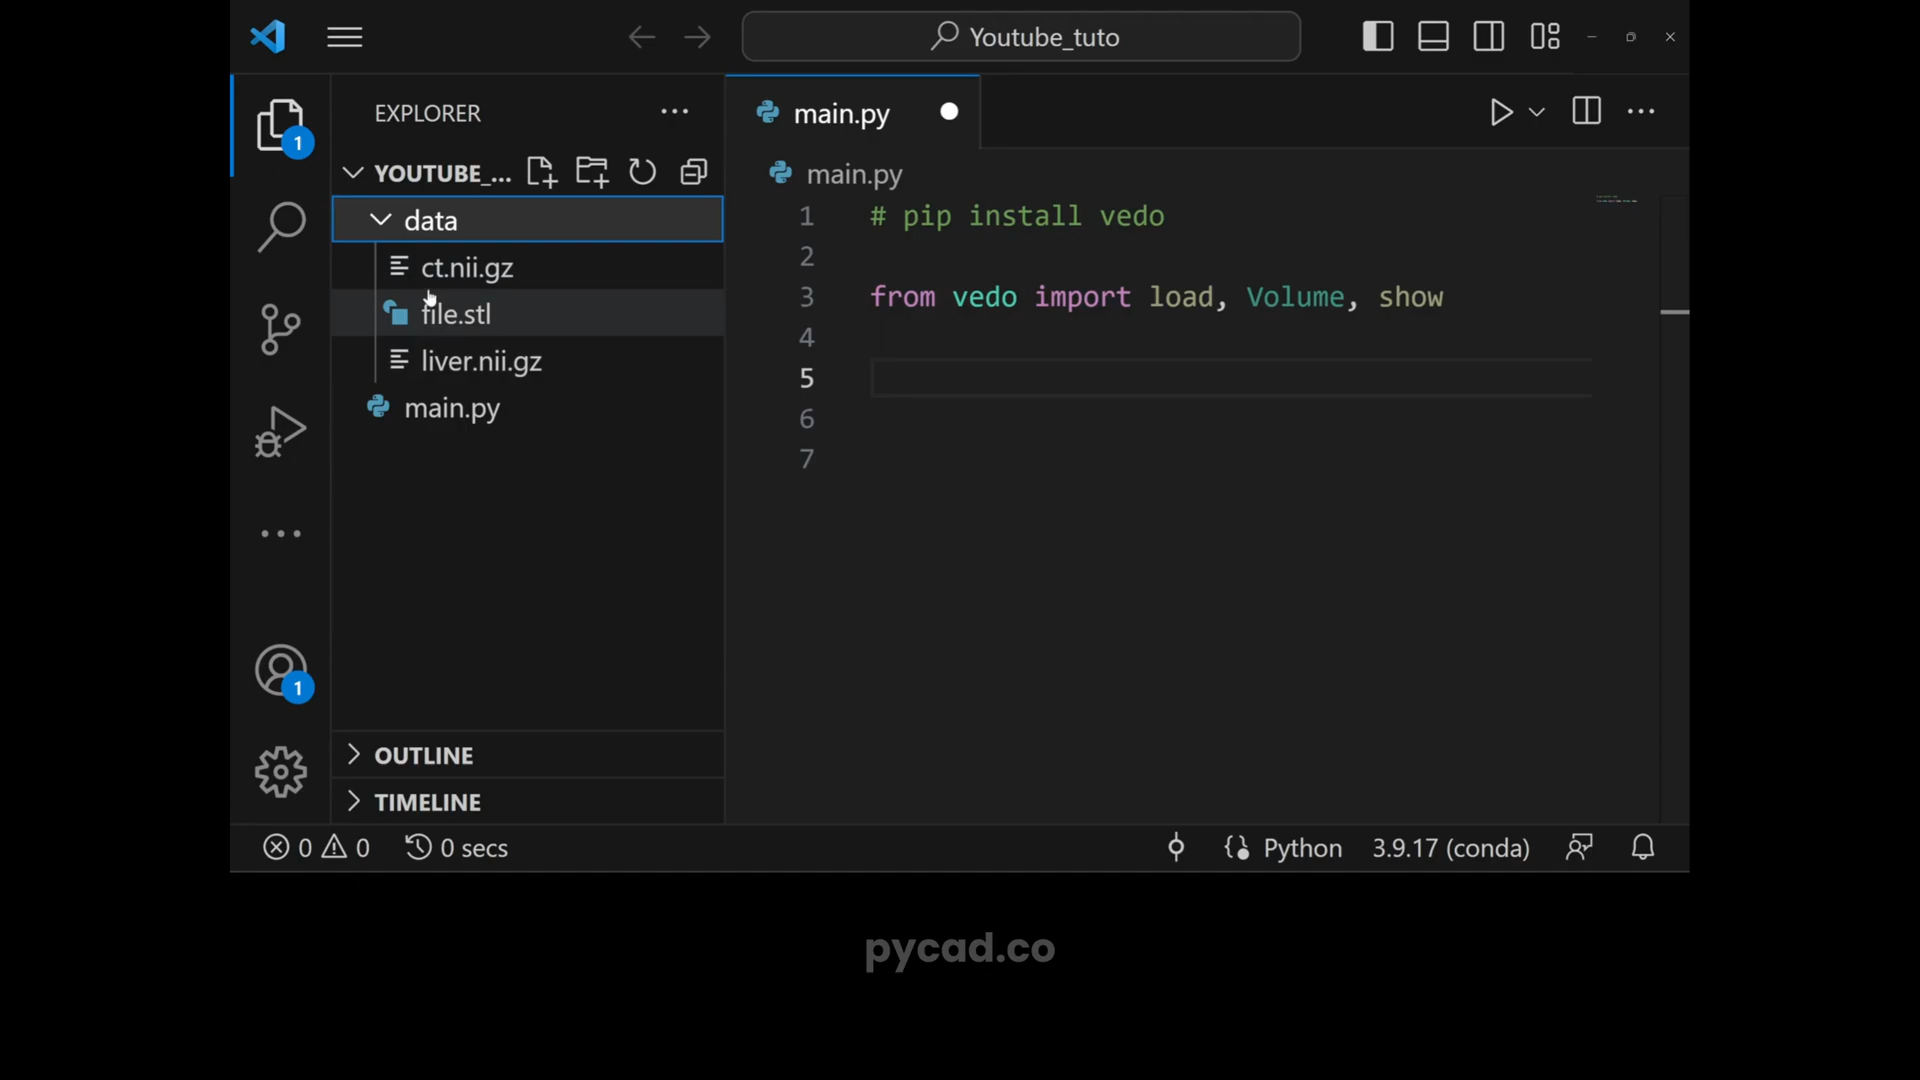 Youtube_tuto
EXPLORER
main.py
1
YOUTUBE_...
main.py
data
ct.nii.gz
file.stl
liver.nii.gz
main.py
1 # pip install vedo
2
3 from vedo import load, Volume, show
4
5
6
7
1
OUTLINE
TIMELINE
0 0 0 secs Python 3.9.17 (conda)
pycad.co